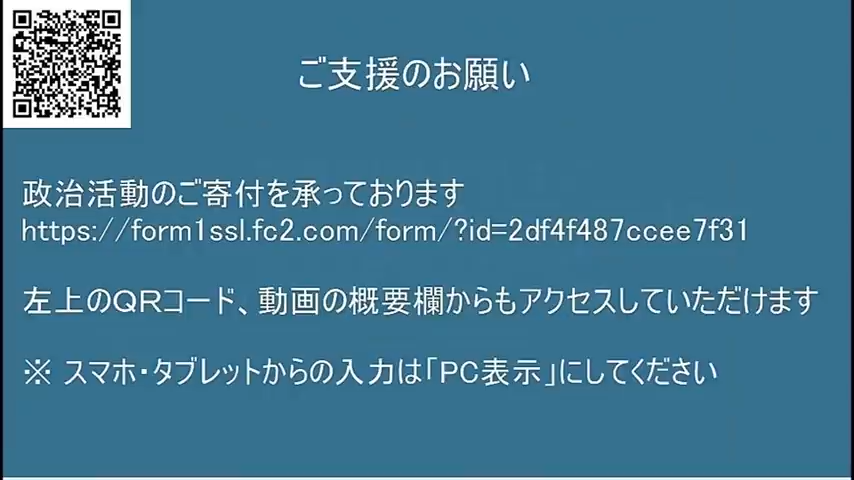 ご支援のお願い
政治活動のご寄付を承っております
https://form1ssl.fc2.com/form/?id=2df4f487ccee7f31
左上のQRコード、動画の概要欄からもアクセスしていただけます
※ スマホ・タブレットからの入力は「PC表示」にしてください